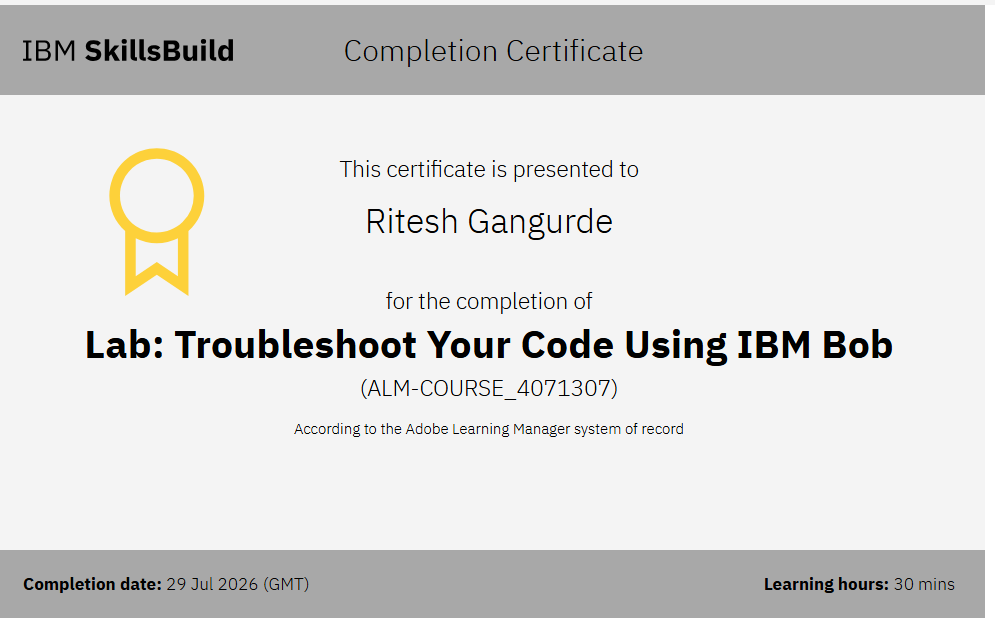 IBM SkillsBuild
Completion Certificate
This certificate is presented to
Ritesh Gangurde
for the completion of
Lab: Troubleshoot Your Code Using IBM Bob
(ALM-COURSE_4071307)
According to the Adobe Learning Manager system of record
Completion date: 29 Jul 2026 (GMT)
Learning hours: 30 mins